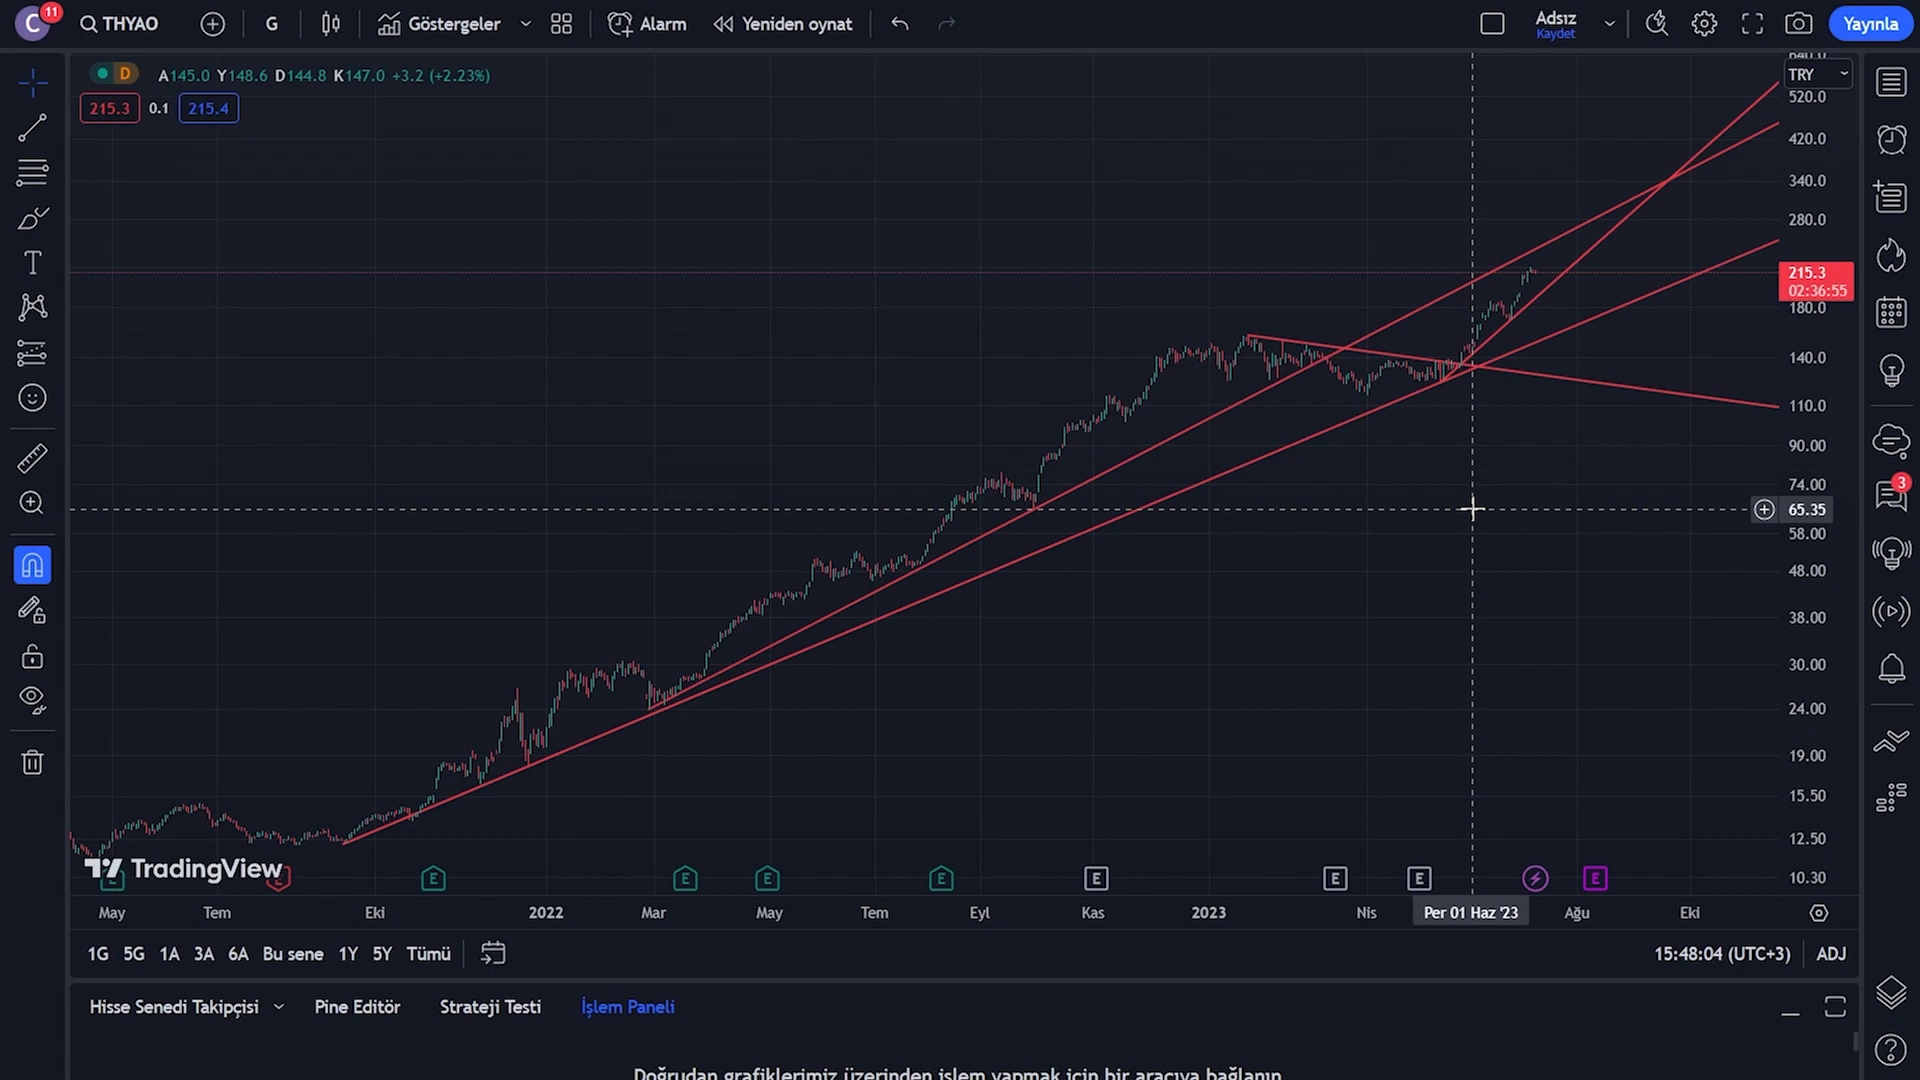 C 11 THYAO G Göstergeler Alarm Yeniden oynat Adsız Kaydet Yayınla
D A145.0 Y148.6 D144.8 K147.0 +3.2 (+2.23%)
215.3 0.1 215.4
TRY
520.0
420.0
340.0
280.0
215.3
02:36:55
180.0
140.0
110.0
90.00
74.00
65.35
58.00
48.00
38.00
30.00
24.00
19.00
15.50
12.50
10.30
3
TradingView
E E E E E E E E E
May Tem Eki 2022 Mar May Tem Eyl Kas 2023 Nis Per 01 Haz '23 Ağu Eki
1G 5G 1A 3A 6A Bu sene 1Y 5Y Tümü 15:48:04 (UTC+3) ADJ
Hisse Senedi Takipçisi Pine Editör Strateji Testi İşlem Paneli
Doğrudan grafiklerimiz üzerinden işlem yapmak için bir aracıya bağlanın